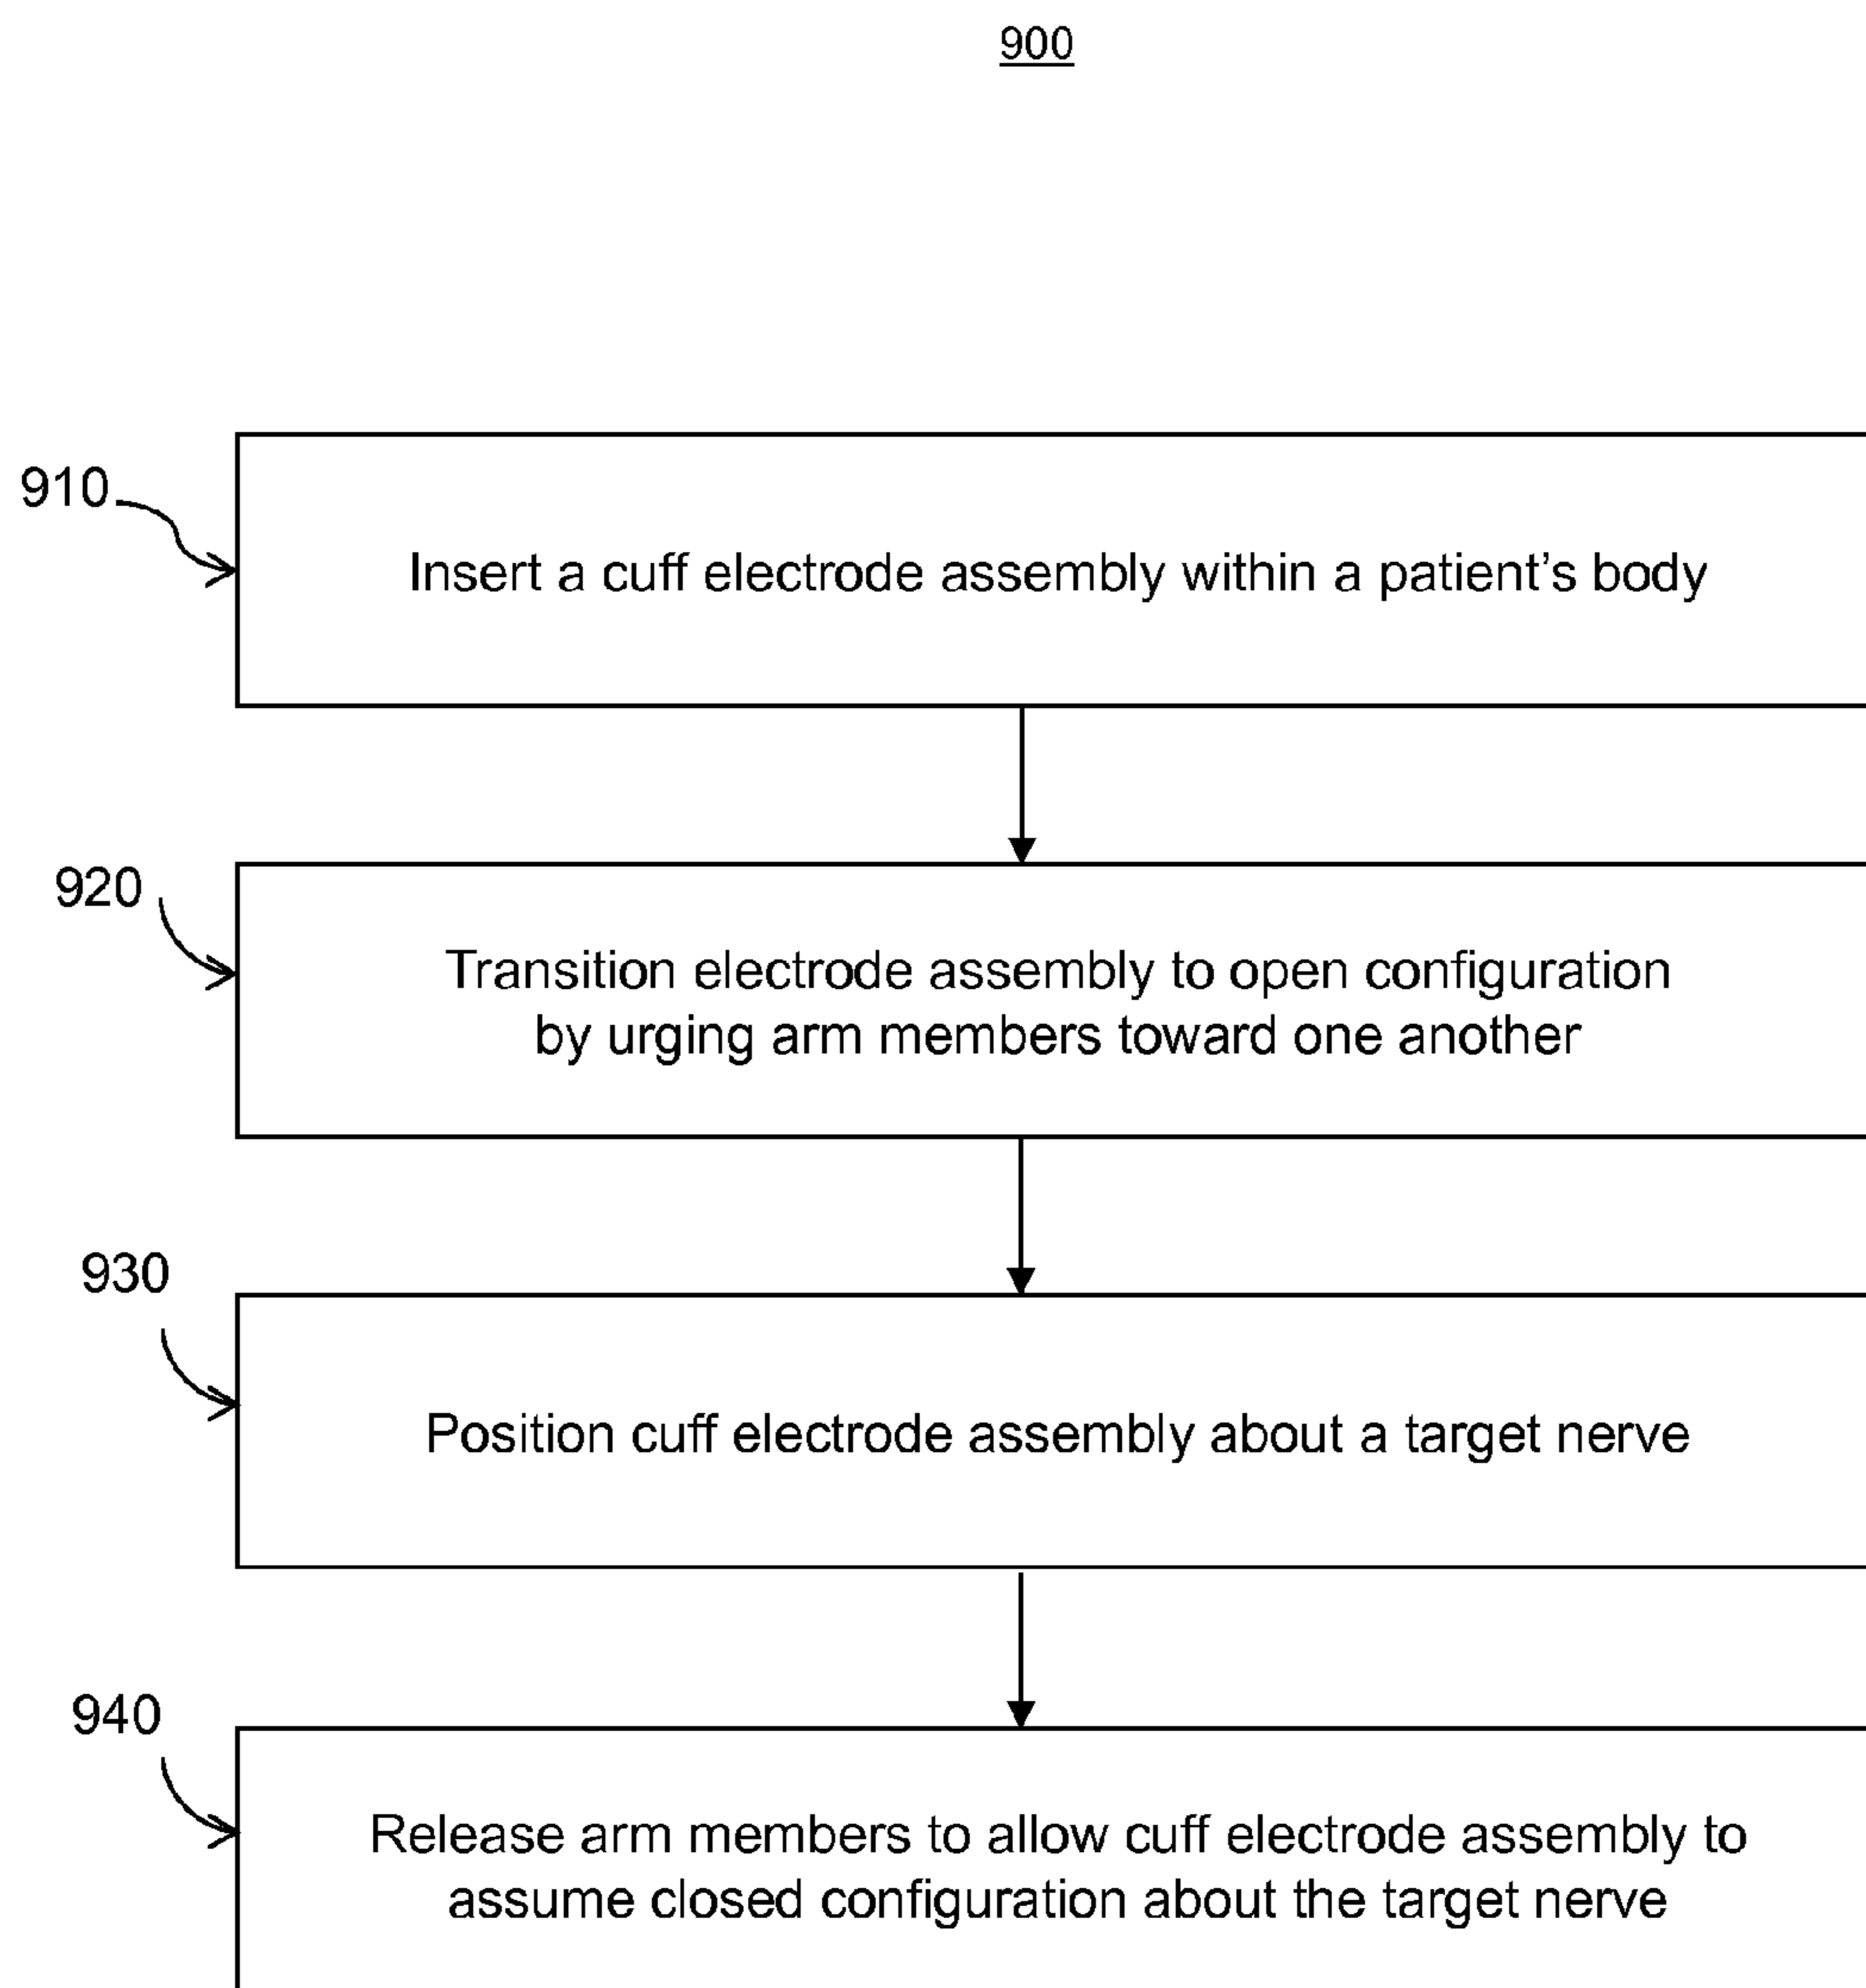 900
910
Insert a cuff electrode assembly within a patient's body
920
Transition electrode assembly to open configuration
by urging arm members toward one another
930
Position cuff electrode assembly about a target nerve
940
Release arm members to allow cuff electrode assembly to
assume closed configuration about the target nerve